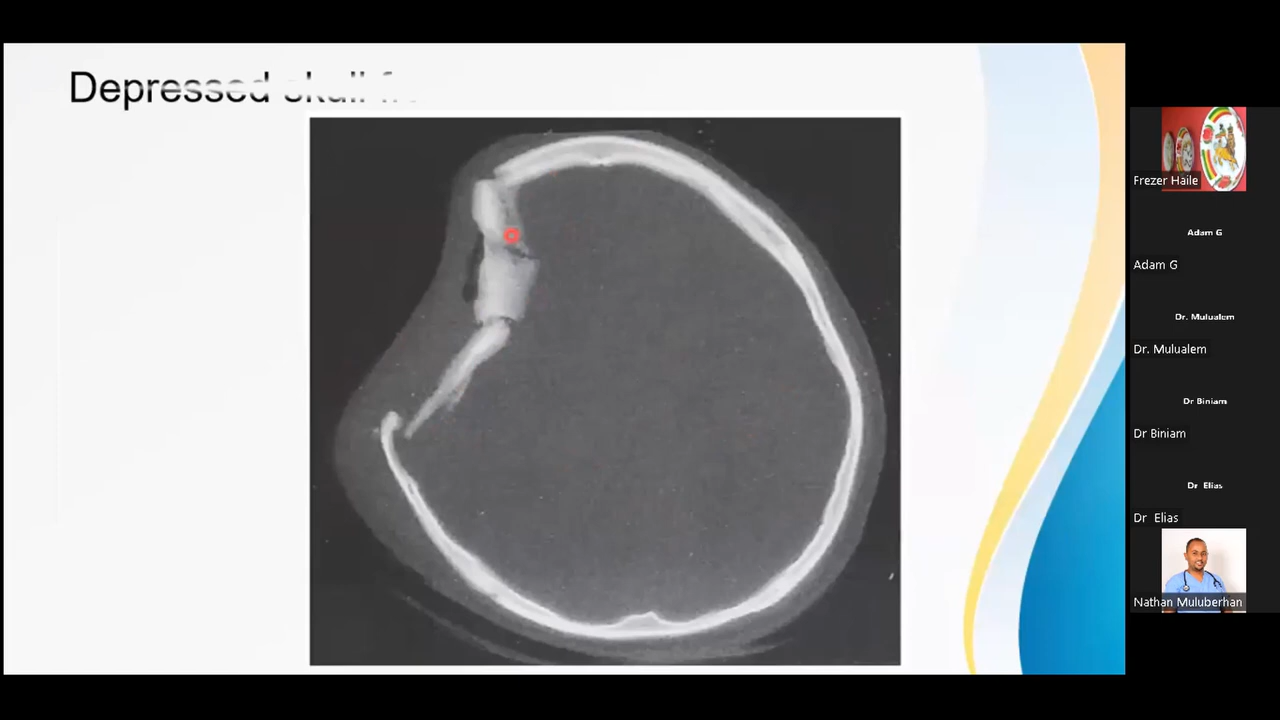 Depressed skull
Frezer Haile
Adam G
Adam G
Dr. Mulualem
Dr. Mulualem
Dr Biniam
Dr Biniam
Dr Elias
Dr Elias
Nathan Muluberhan